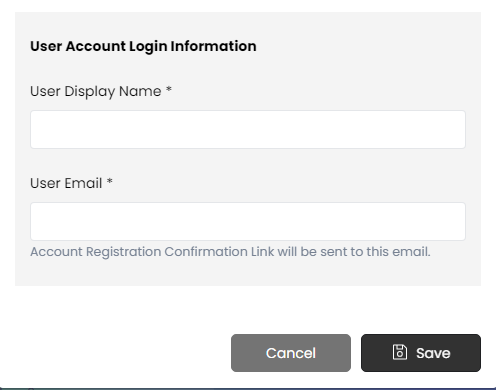 User Account Login Information
User Display Name *
User Email *
Account Registration Confirmation Link will be sent to this email.
Cancel
Save